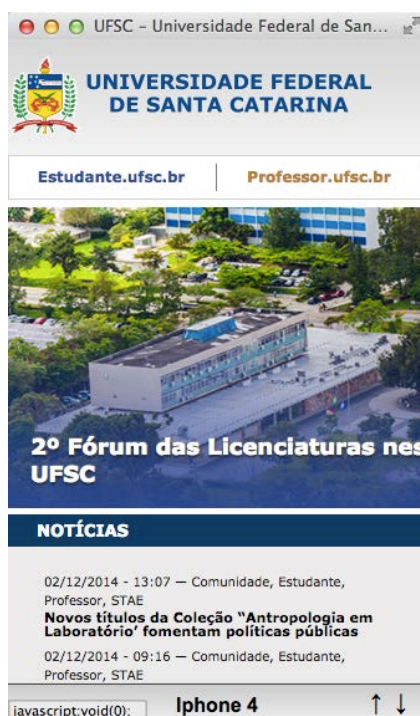 UFSC – Universidade Federal de San...
UNIVERSIDADE FEDERAL
DE SANTA CATARINA
Estudante.ufsc.br
Professor.ufsc.br
2º Fórum das Licenciaturas nes
UFSC
NOTÍCIAS
02/12/2014 - 13:07 — Comunidade, Estudante,
Professor, STAE
Novos títulos da Coleção “Antropologia em
Laboratório’ fomentam políticas públicas
02/12/2014 - 09:16 — Comunidade, Estudante,
Professor, STAE
javascript:void(0);
Iphone 4
↑ ↓